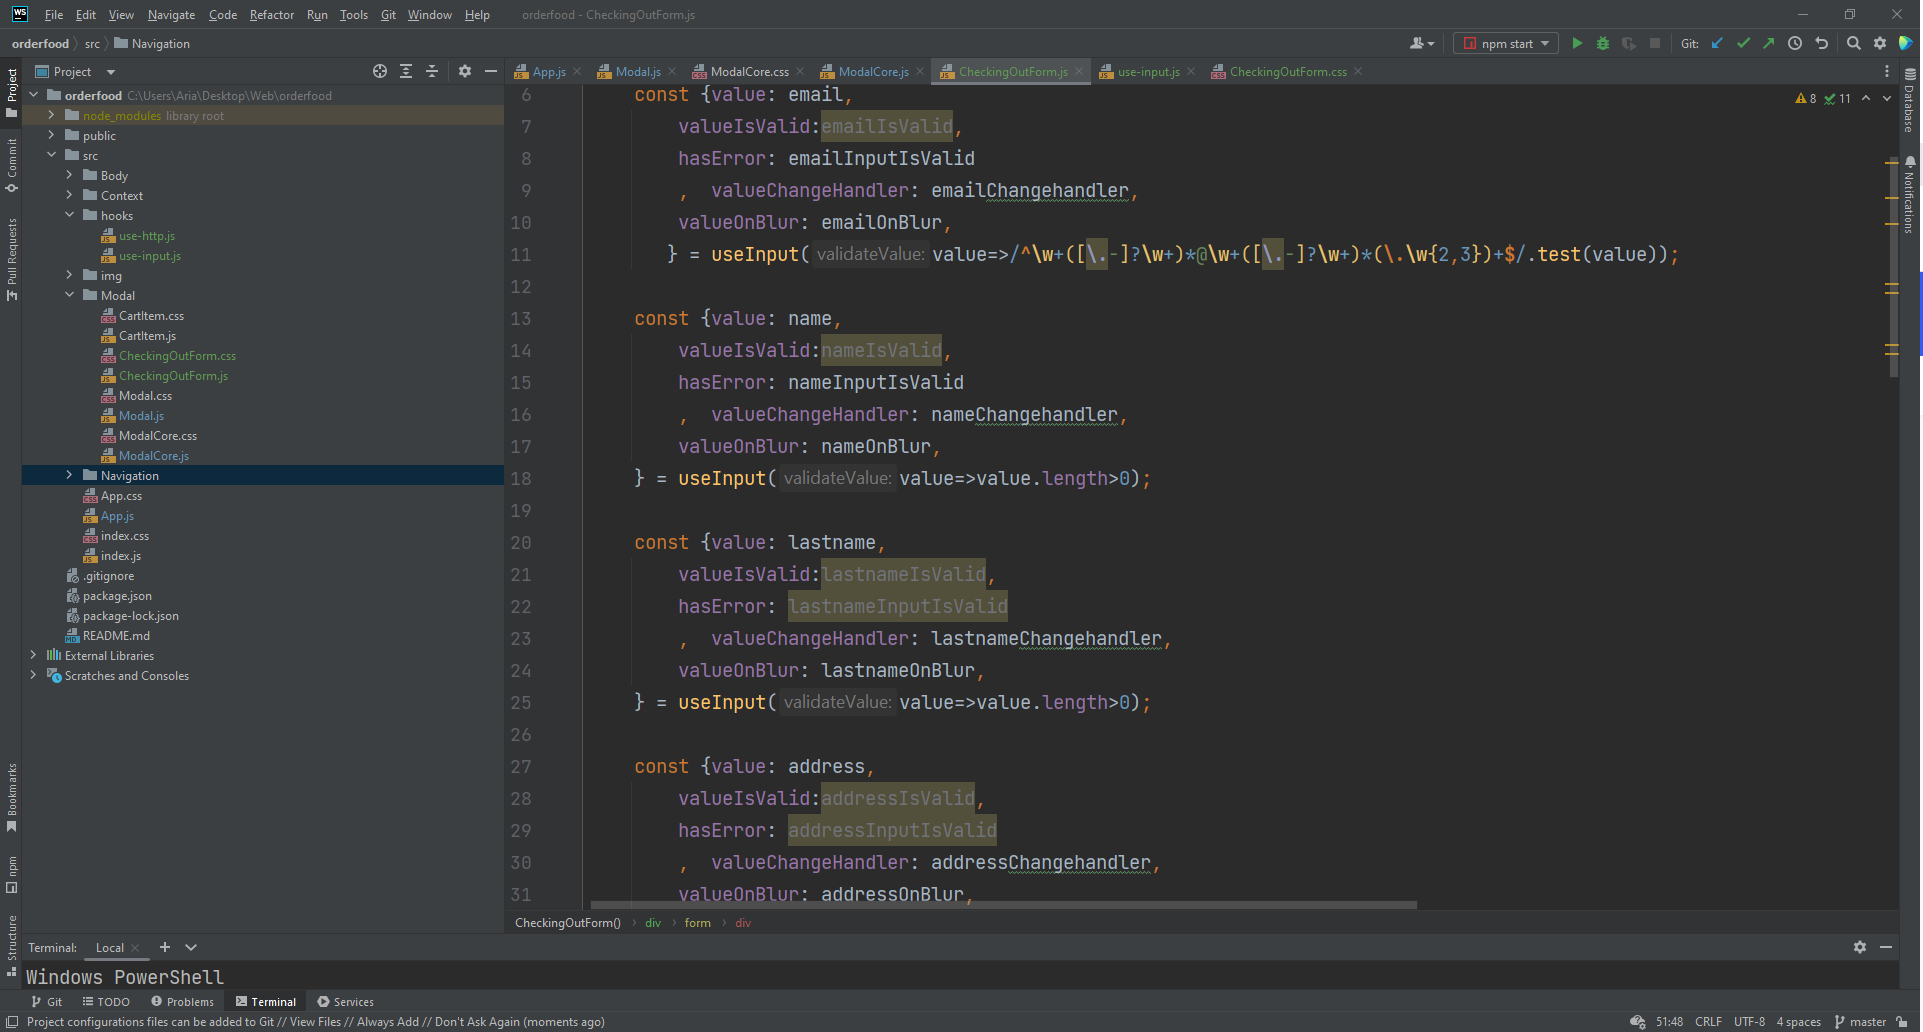 WS File Edit View Navigate Code Refactor Run Tools Git Window Help orderfood - CheckingOutForm.js
orderfood src Navigation npm start Git:
Project App.js Modal.js ModalCore.css ModalCore.js CheckingOutForm.js use-input.js CheckingOutForm.css
Project
Commit
Pull Requests
Bookmarks
npm
Structure
orderfood C:\Users\Aria\Desktop\Web\orderfood
node_modules library root
public
src
Body
Context
hooks
use-http.js
use-input.js
img
Modal
CartItem.css
CartItem.js
CheckingOutForm.css
CheckingOutForm.js
Modal.css
Modal.js
ModalCore.css
ModalCore.js
Navigation
App.css
App.js
index.css
index.js
.gitignore
package.json
package-lock.json
README.md
External Libraries
Scratches and Consoles
6 const {value: email,
7 valueIsValid:emailIsValid,
8 hasError: emailInputIsValid
9 , valueChangeHandler: emailChangehandler,
10 valueOnBlur: emailOnBlur,
11 } = useInput( validateValue: value=>/^\w+([\.-]?\w+)*@\w+([\.-]?\w+)*(\.\w{2,3})+$/.test(value));
12
13 const {value: name,
14 valueIsValid:nameIsValid,
15 hasError: nameInputIsValid
16 , valueChangeHandler: nameChangehandler,
17 valueOnBlur: nameOnBlur,
18 } = useInput( validateValue: value=>value.length>0);
19
20 const {value: lastname,
21 valueIsValid:lastnameIsValid,
22 hasError: lastnameInputIsValid
23 , valueChangeHandler: lastnameChangehandler,
24 valueOnBlur: lastnameOnBlur,
25 } = useInput( validateValue: value=>value.length>0);
26
27 const {value: address,
28 valueIsValid:addressIsValid,
29 hasError: addressInputIsValid
30 , valueChangeHandler: addressChangehandler,
31 valueOnBlur: addressOnBlur,
8 11
Database
Notifications
CheckingOutForm() div form div
Terminal: Local
Windows PowerShell
Git TODO Problems Terminal Services
Project configurations files can be added to Git // View Files // Always Add // Don't Ask Again (moments ago) 51:48 CRLF UTF-8 4 spaces master